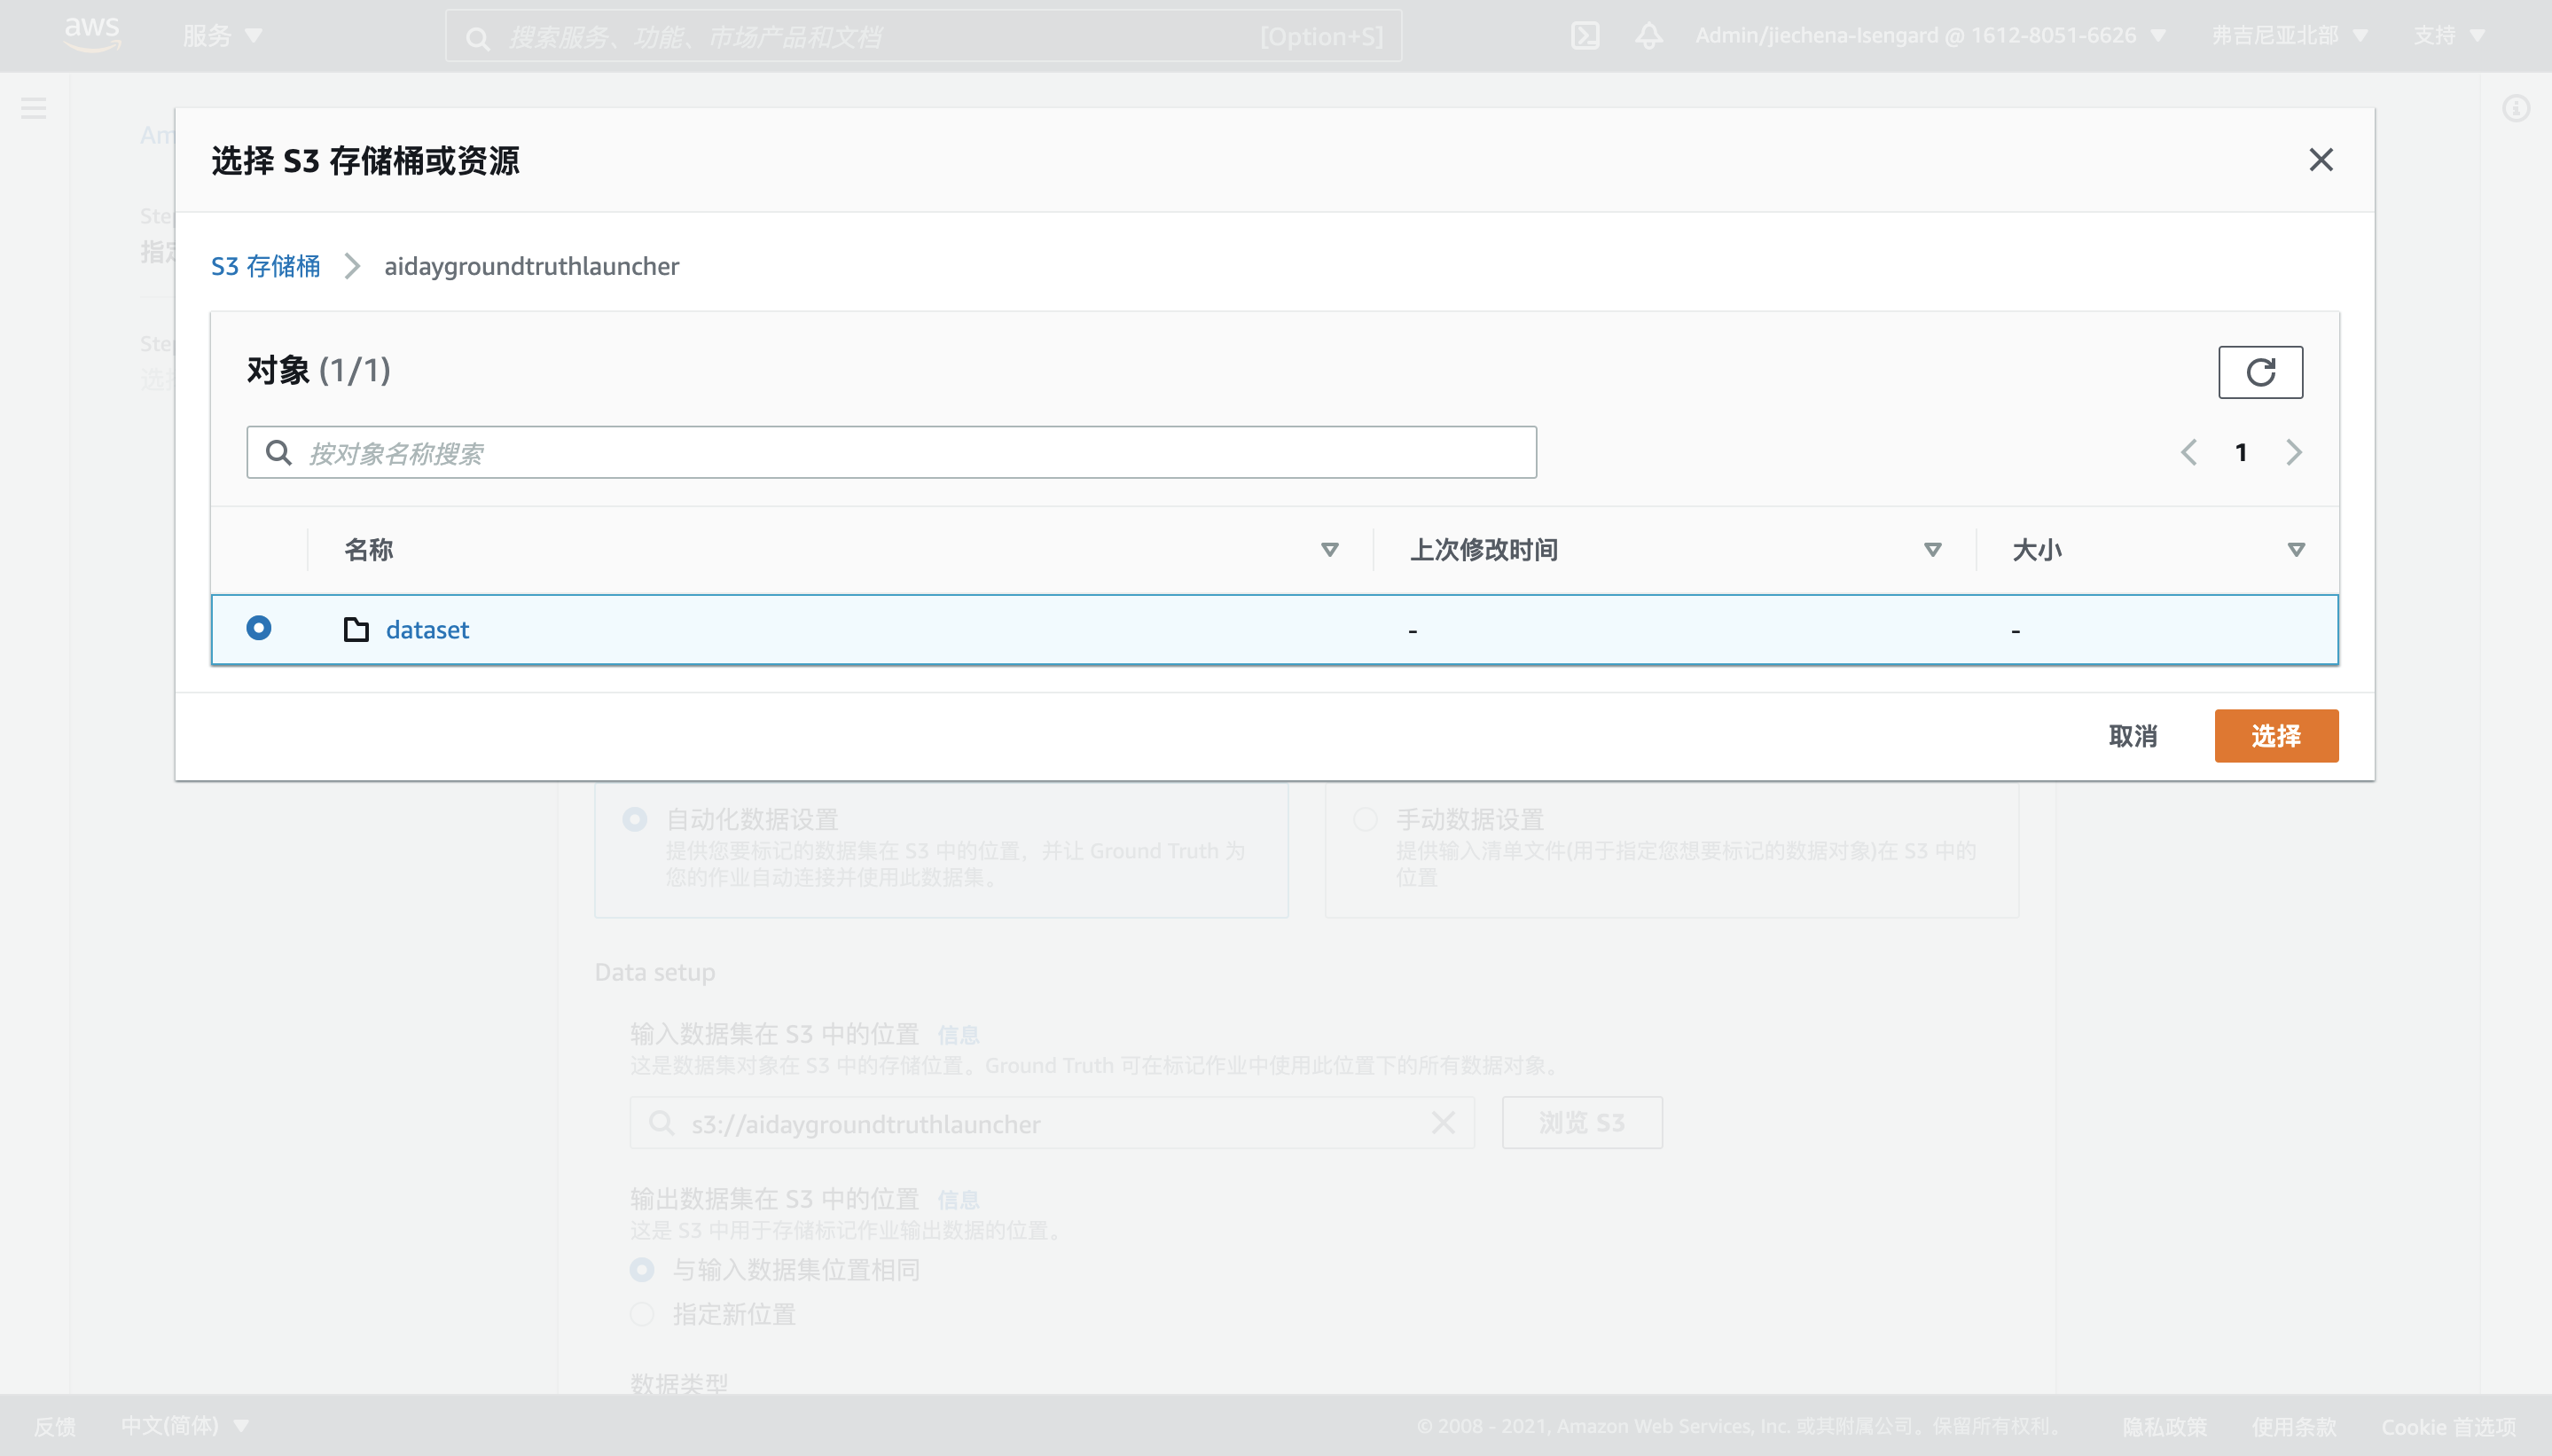 aws
服务
搜索服务、功能、市场产品和文档
[Option+S]
Admin/jiechena-Isengard @ 1612-8051-6626
弗吉尼亚北部
支持
选择 S3 存储桶或资源
S3 存储桶
aidaygroundtruthlauncher
对象 (1/1)
按对象名称搜索
1
名称
上次修改时间
大小
dataset
-
-
取消
选择
自动化数据设置
提供您要标记的数据集在 S3 中的位置，并让 Ground Truth 为
您的作业自动连接并使用此数据集。
手动数据设置
提供输入清单文件(用于指定您想要标记的数据对象)在 S3 中的
位置
Data setup
输入数据集在 S3 中的位置 信息
这是数据集对象在 S3 中的存储位置。Ground Truth 可在标记作业中使用此位置下的所有数据对象。
s3://aidaygroundtruthlauncher
浏览 S3
输出数据集在 S3 中的位置 信息
这是 S3 中用于存储标记作业输出数据的位置。
与输入数据集位置相同
指定新位置
数据类型
反馈
中文(简体)
© 2008 - 2021, Amazon Web Services, Inc. 或其附属公司。保留所有权利。
隐私政策
使用条款
Cookie 首选项